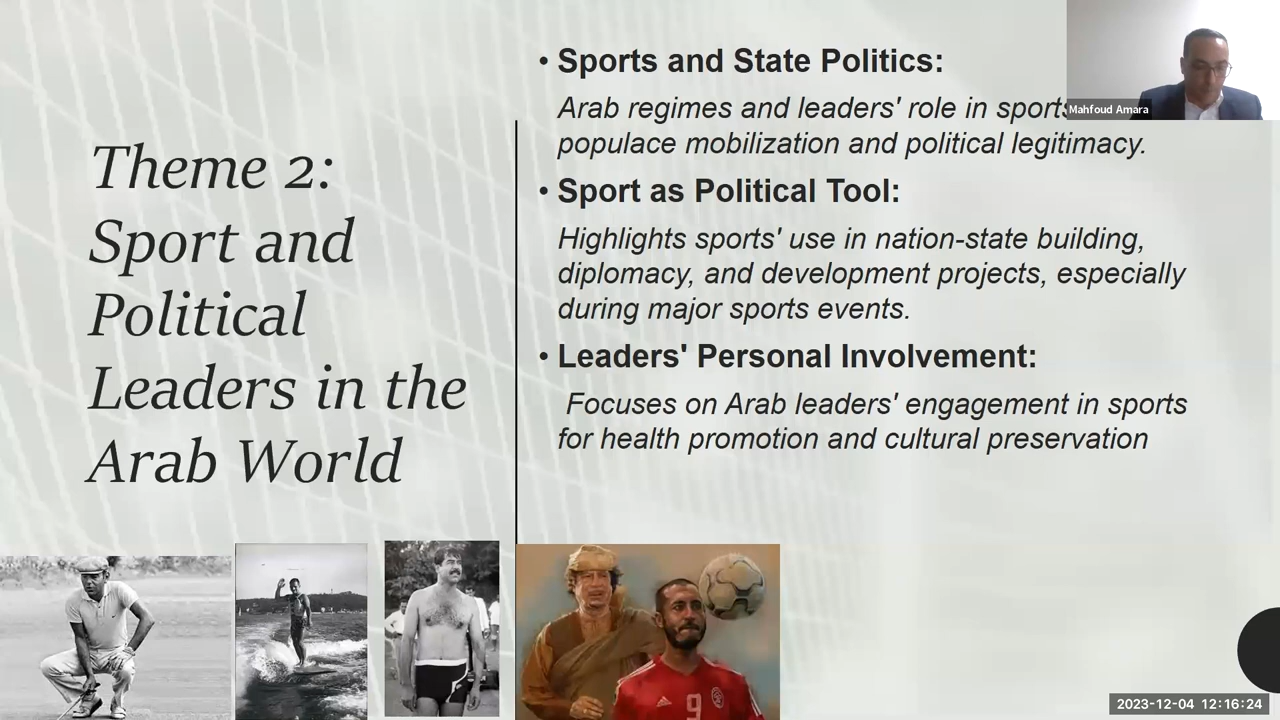 Theme 2:
Sport and
Political
Leaders in the
Arab World
• Sports and State Politics:
Arab regimes and leaders' role in sports
populace mobilization and political legitimacy.
• Sport as Political Tool:
Highlights sports' use in nation-state building,
diplomacy, and development projects, especially
during major sports events.
• Leaders' Personal Involvement:
Focuses on Arab leaders' engagement in sports
for health promotion and cultural preservation
Mahfoud Amara
9
2023-12-04 12:16:24